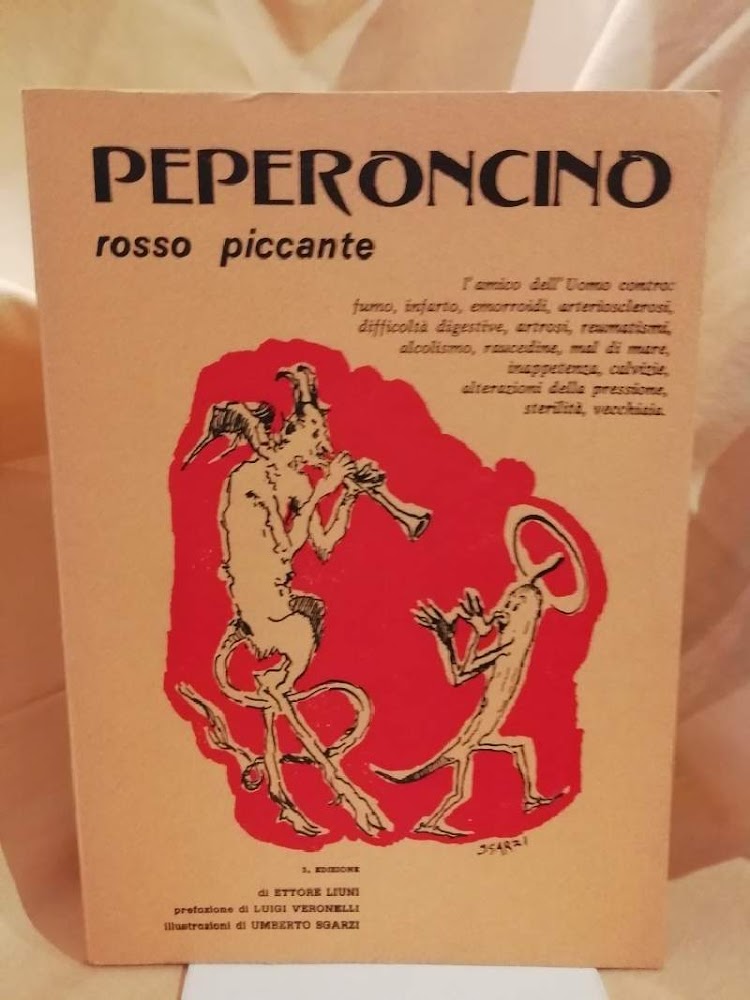 PEPERONCINO
rosso piccante
l'amico dell'Uomo contro:
fumo, infarto, emorroidi, arteriosclerosi,
difficoltà digestive, artrosi, reumatismi,
alcolismo, raucedine, mal di mare,
inappetenza, calvizie,
alterazioni della pressione,
sterilità, vecchiaia.
SGARZI
EDIZIONE
di ETTORE LIUNI
prefazione di LUIGI VERONELLI
illustrazioni di UMBERTO SGARZI